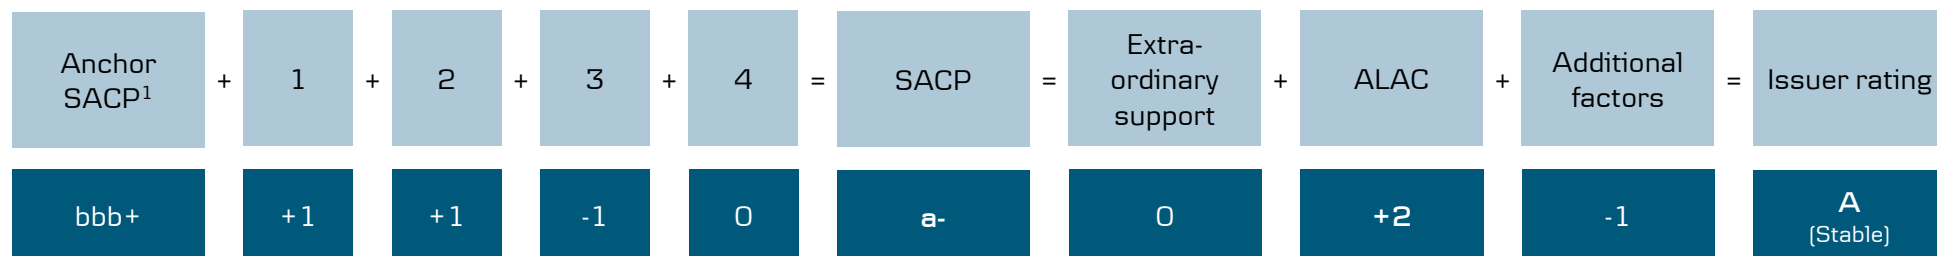 Anchor
SACP¹
+
1
+
2
+
3
+
4
=
SACP
=
Extra-
ordinary
support
+
ALAC
+
Additional
factors
=
Issuer rating
bbb+
+1
+1
-1
0
a-
0
+2
-1
A
(Stable)